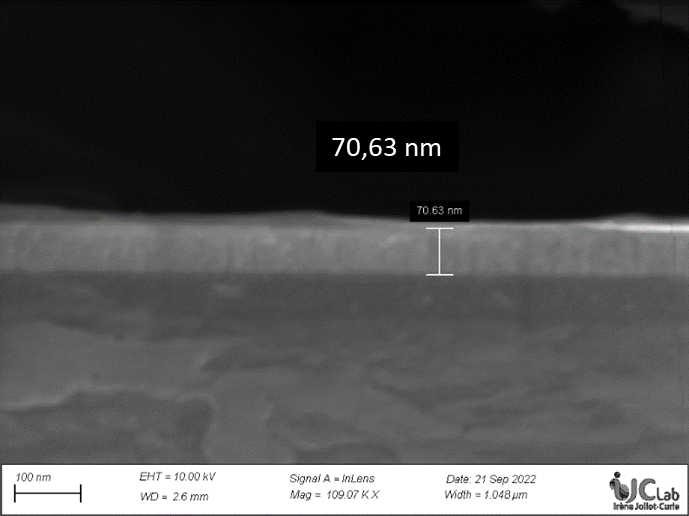 70,63 nm
70.63 nm
100 nm
EHT = 10.00 kV
WD = 2.6 mm
Signal A = InLens
Mag = 109.07 K X
Date: 21 Sep 2022
Width = 1.048 µm
iJCLab
Irène Joliot-Curie